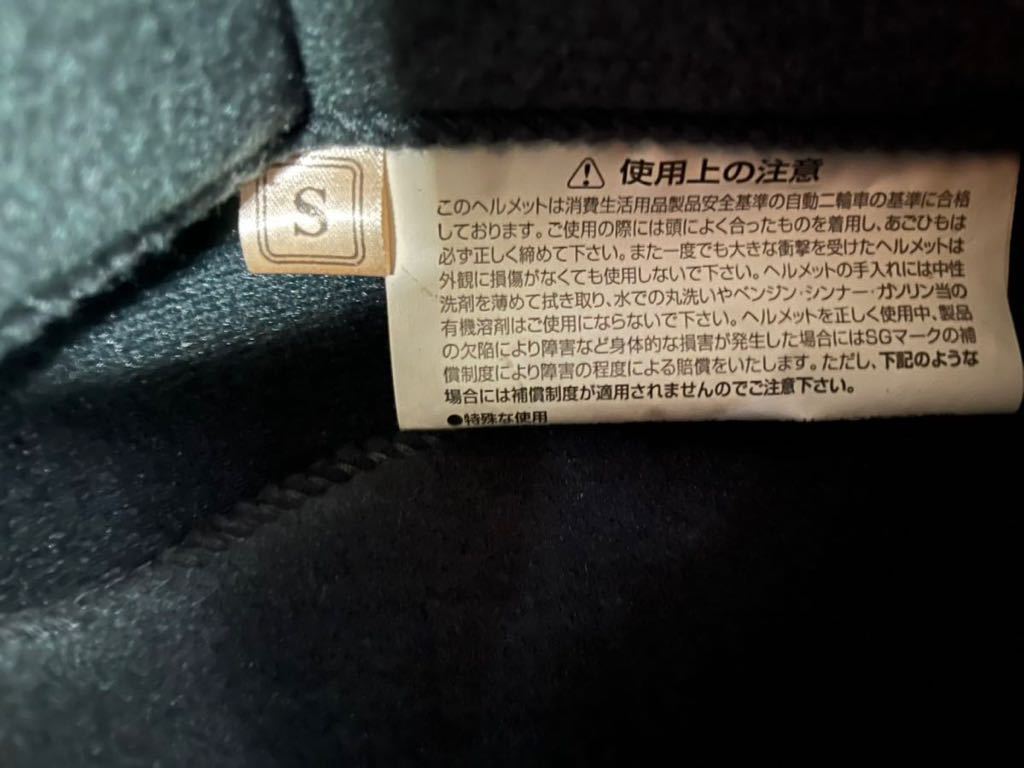 S
⚠ 使用上の注意
このヘルメットは消費生活用品製品安全基準の自動二輪車の基準に合格
しております。ご使用の際には頭によく合ったものを着用し、あごひもは
必ず正しく締めて下さい。また一度でも大きな衝撃を受けたヘルメットは
外観に損傷がなくても使用しないで下さい。ヘルメットの手入れには中性
洗剤を薄めて拭き取り、水での丸洗いやベンジン・シンナー・ガソリン当の
有機溶剤はご使用にならないで下さい。ヘルメットを正しく使用中、製品
の欠陥により障害など身体的な損害が発生した場合にはSGマークの補
償制度により障害の程度による賠償をいたします。ただし、下記のような
場合には補償制度が適用されませんのでご注意下さい。
●特殊な使用